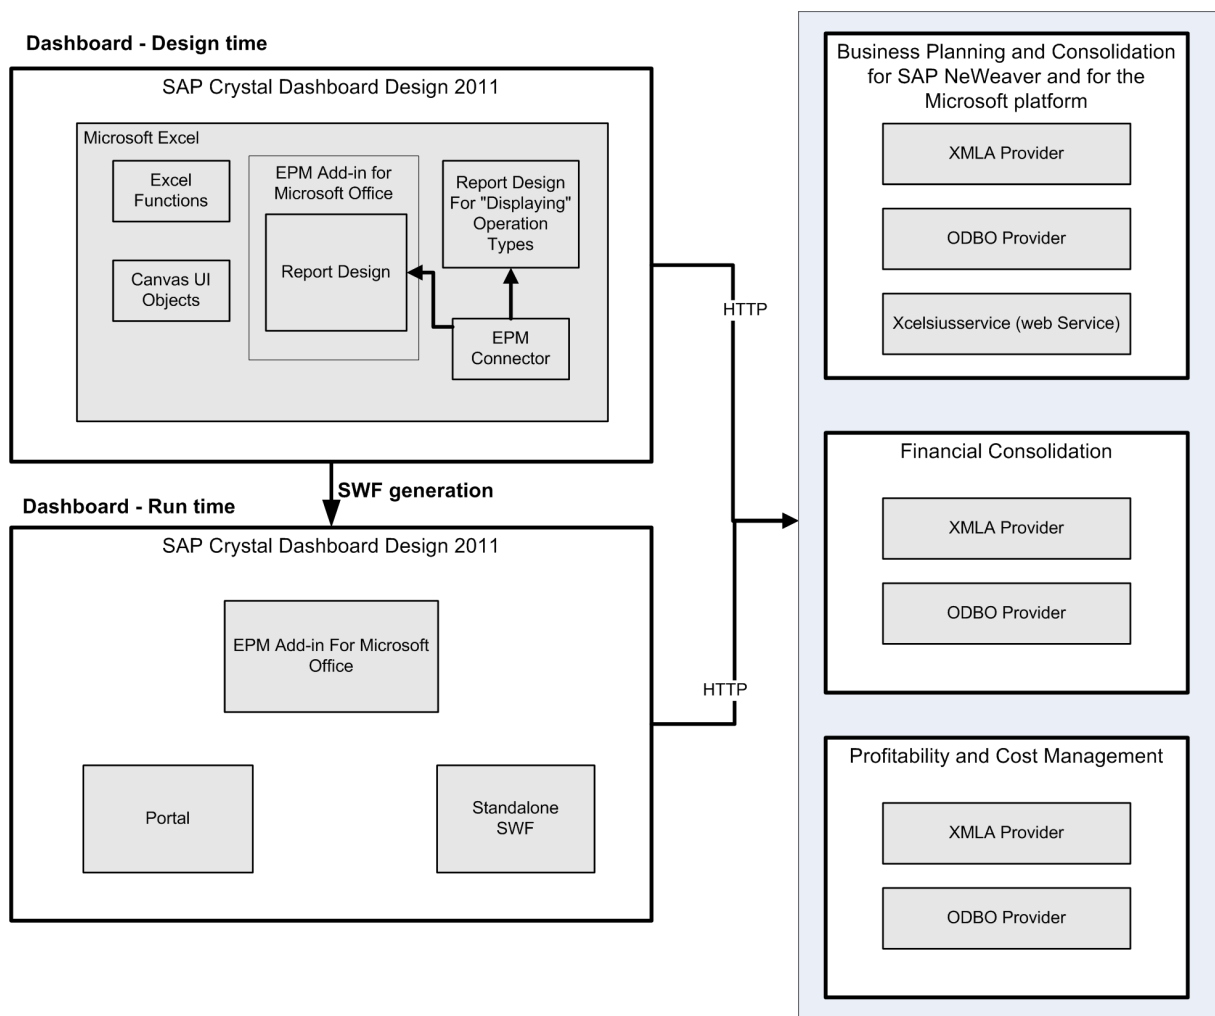 Dashboard - Design time
SAP Crystal Dashboard Design 2011
Microsoft Excel
Excel
Functions
Canvas UI
Objects
EPM Add-in for
Microsoft Office
Report Design
Report Design
For "Displaying"
Operation
Types
EPM
Connector
SWF generation
Dashboard - Run time
SAP Crystal Dashboard Design 2011
EPM Add-in For Microsoft
Office
Portal
Standalone
SWF
HTTP
HTTP
Business Planning and Consolidation
for SAP NeWeaver and for the
Microsoft platform
XMLA Provider
ODBO Provider
Xcelsiusservice (web Service)
Financial Consolidation
XMLA Provider
ODBO Provider
Profitability and Cost Management
XMLA Provider
ODBO Provider